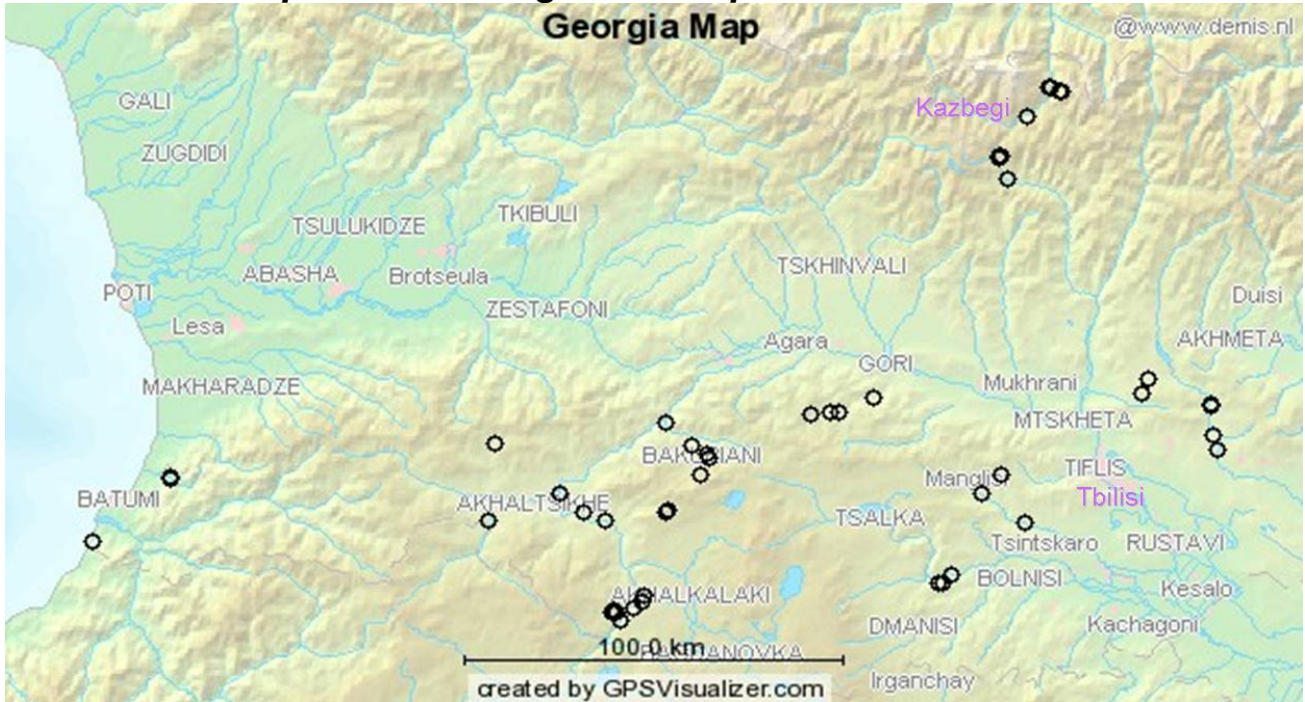 Georgia Map
@www.demis.nl
GALI
Kazbegi
ZUGDIDI
TKIBULI
TSULUKIDZE
TSKHINVALI
ABASHA
Brotseula
POTI
Duisi
ZESTAFONI
Lesa
Agara
AKHMETA
GORI
MAKHARADZE
Mukhrani
MTSKHETA
BAKURIANI
TIFLIS
Manglisi
BATUMI
Tbilisi
AKHALTSIKHE
TSALKA
Tsintskaro
RUSTAVI
BOLNISI
Kesalo
AKHALKALAKI
DMANISI
Kachagoni
100.0 km
Irganchay
created by GPSVisualizer.com